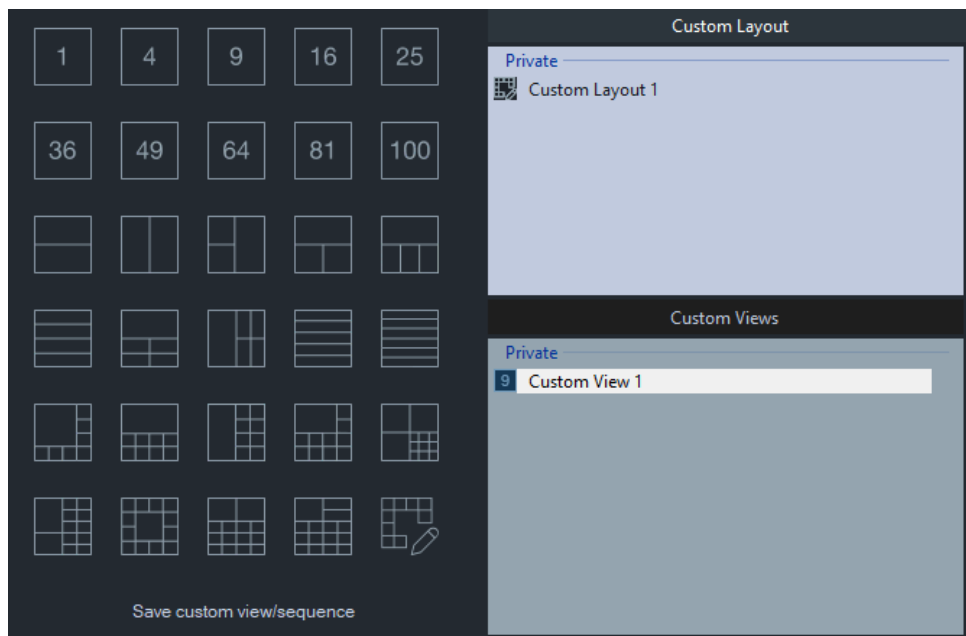 1 4 9 16 25
36 49 64 81 100
Save custom view/sequence
Custom Layout
Private
Custom Layout 1
Custom Views
Private
9 Custom View 1